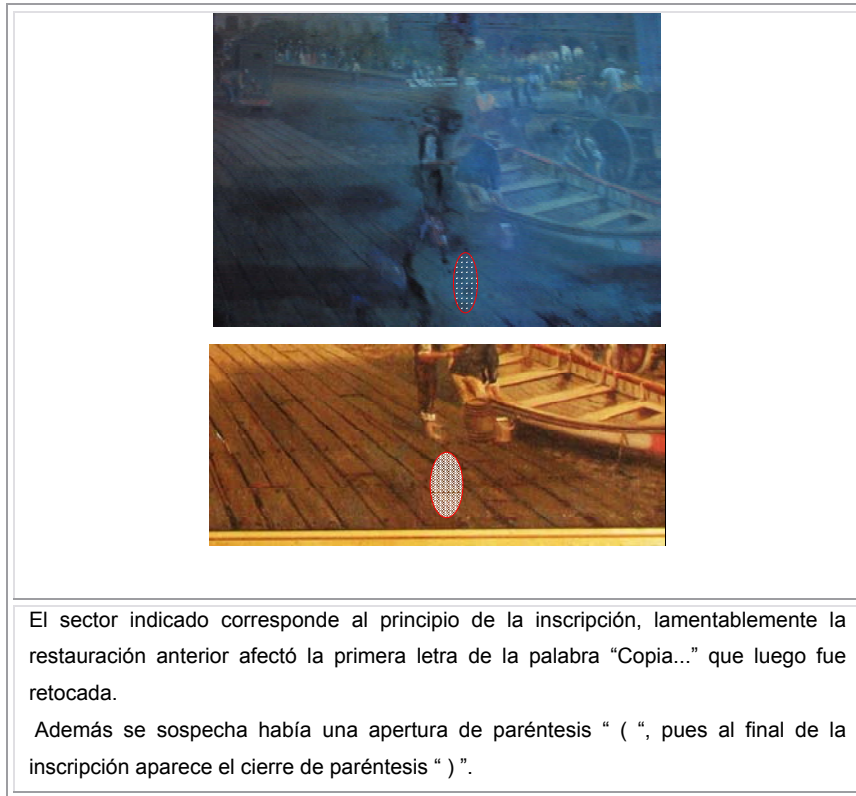 El sector indicado corresponde al principio de la inscripción, lamentablemente la
restauración anterior afectó la primera letra de la palabra “Copia...” que luego fue
retocada.
Además se sospecha había una apertura de paréntesis “ ( “, pues al final de la
inscripción aparece el cierre de paréntesis “ ) ”.